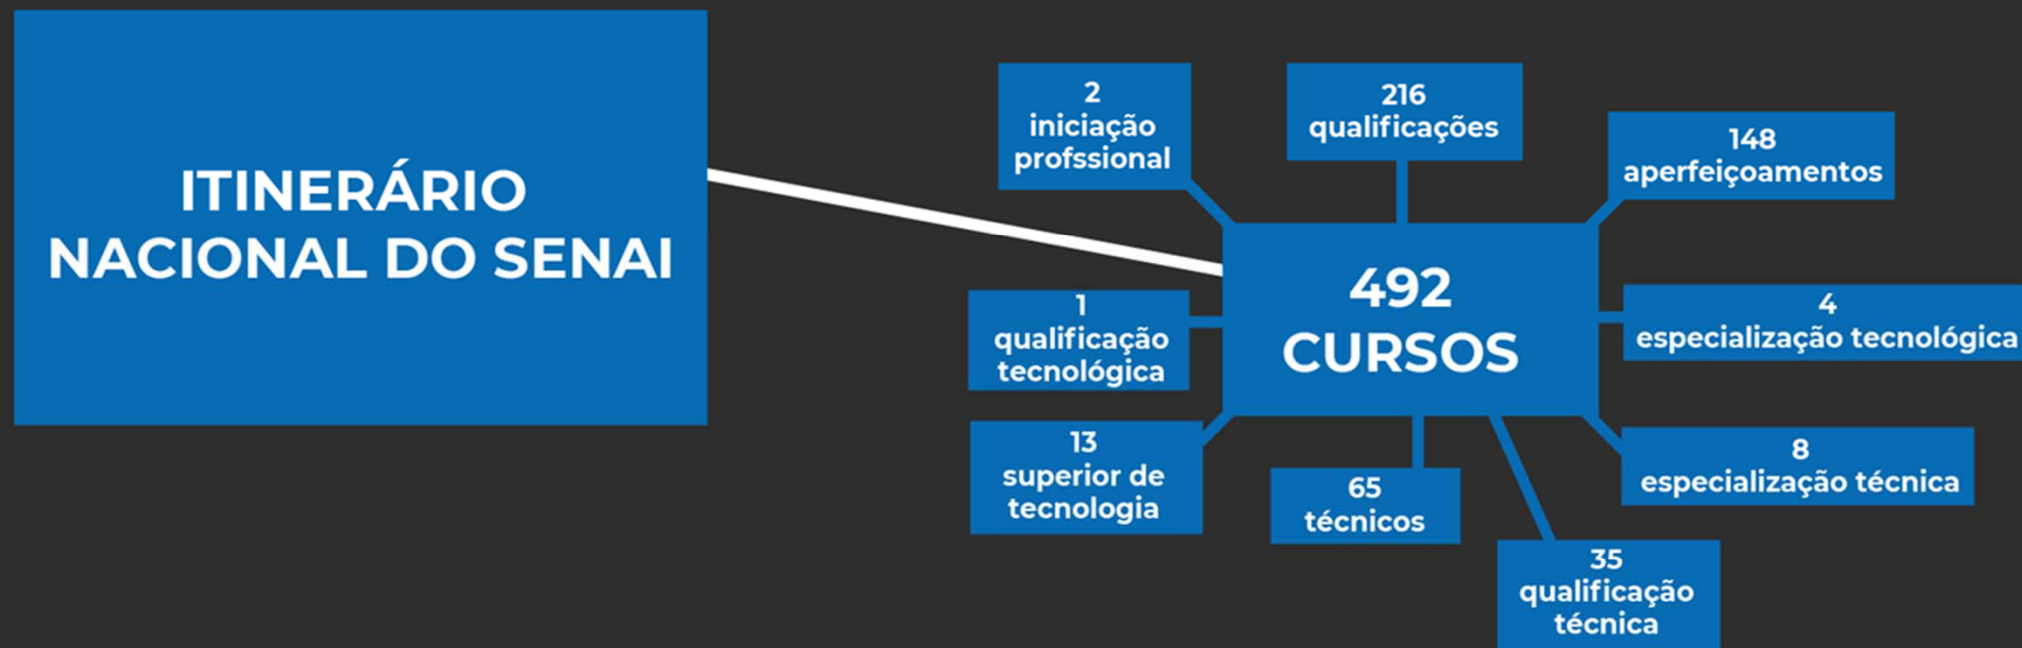 ITINERÁRIO
NACIONAL DO SENAI
2
iniciação
profssional
216
qualificações
148
aperfeiçoamentos
1
qualificação
tecnológica
492
CURSOS
4
especialização tecnológica
13
superior de
tecnologia
65
técnicos
8
especialização técnica
35
qualificação
técnica